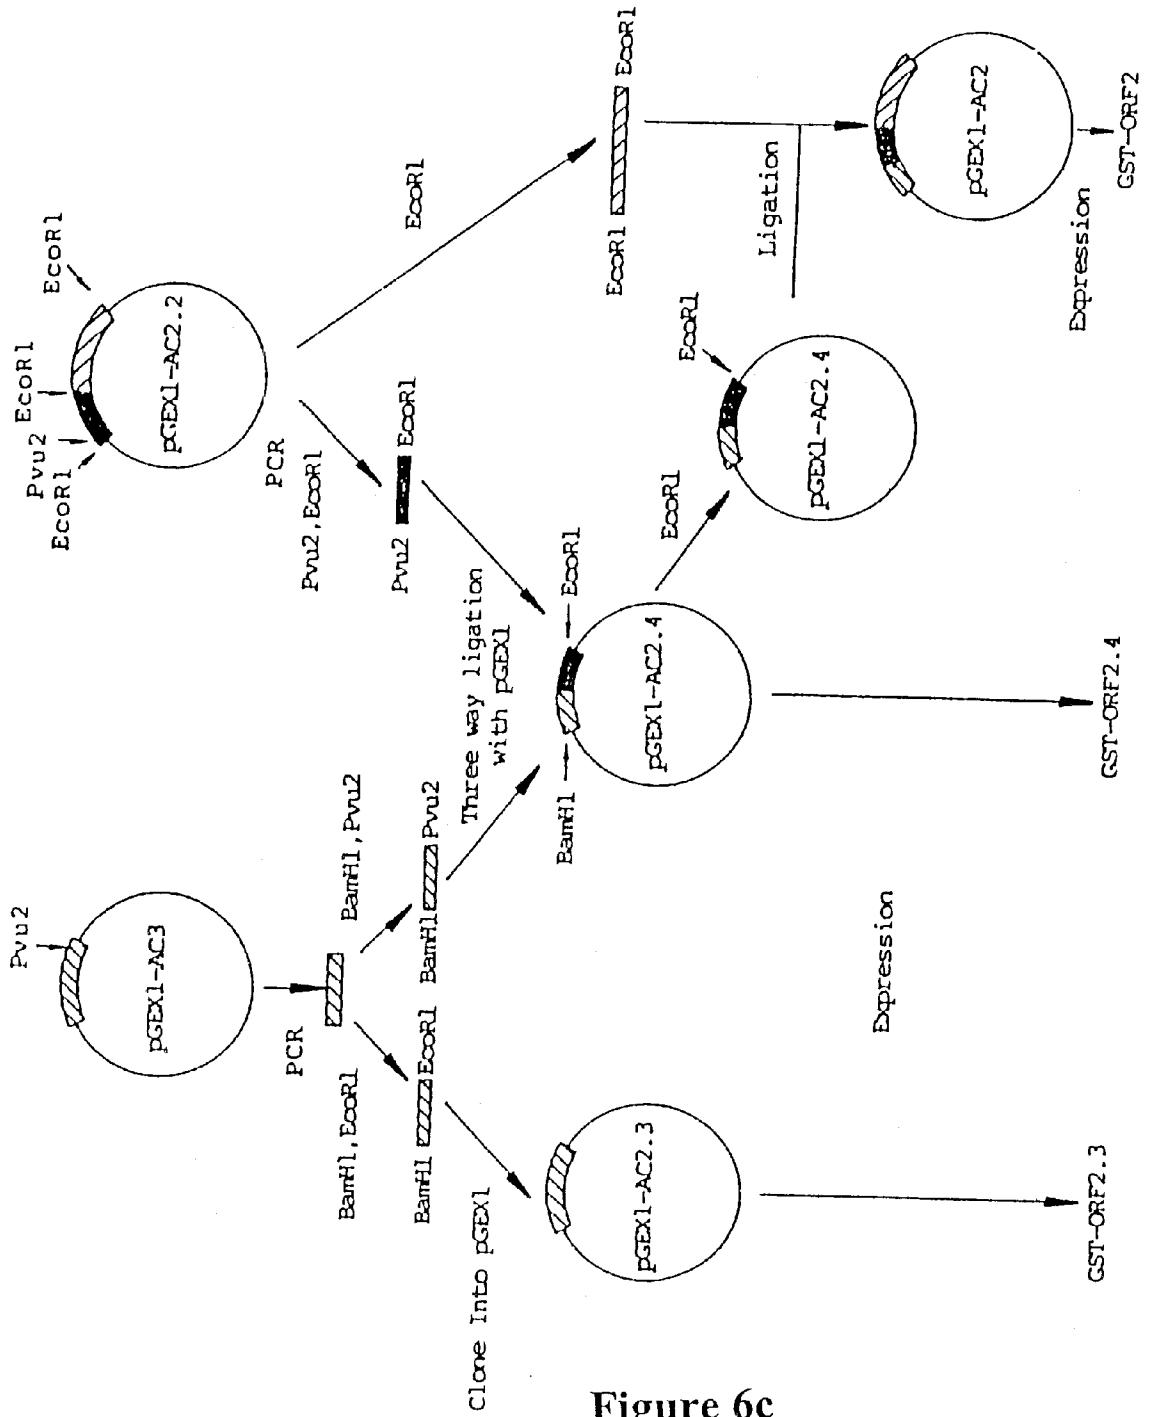 Pvu2
pGEX1-AC3
PCR
BamH1,EcoR1
BamH1,Pvu2
BamH1
EcoR1
BamH1
Pvu2
Clone Into pGEX1
pGEX1-AC2.3
GST-ORF2.3
Three way ligation
with pGEX1
BamH1
EcoR1
pGEX1-AC2.4
GST-ORF2.4
Expression
EcoR1
Pvu2
EcoR1
EcoR1
pGEX1-AC2.2
PCR
Pvu2,EcoR1
Pvu2
EcoR1
EcoR1
EcoR1
EcoR1
EcoR1
EcoR1
pGEX1-AC2.4
Ligation
pGEX1-AC2
Expression
GST-ORF2
Figure 6c